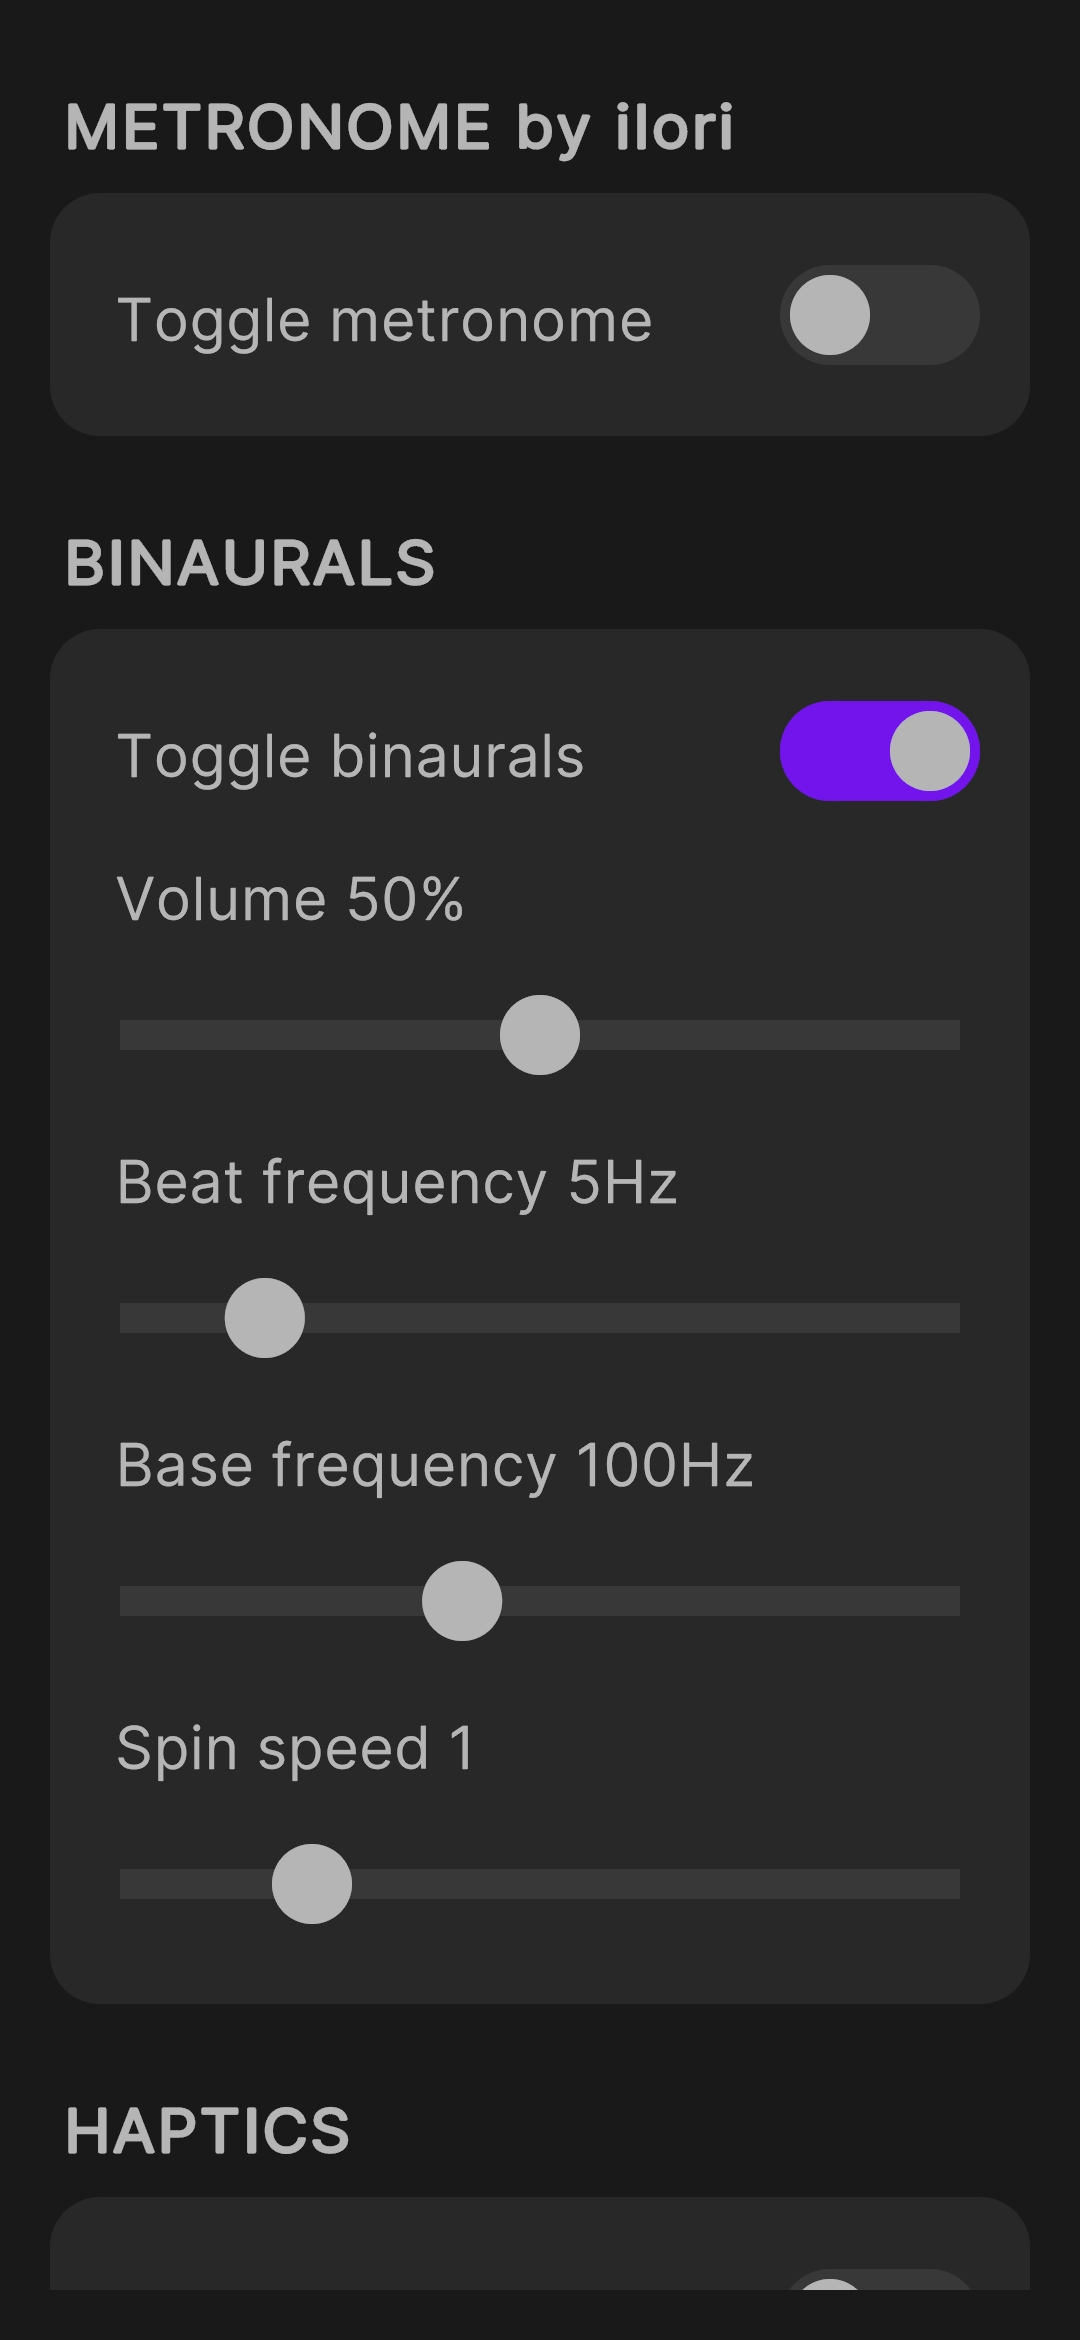 METRONOME by ilori
Toggle metronome
BINAURALS
Toggle binaurals
Volume 50%
Beat frequency 5Hz
Base frequency 100Hz
Spin speed 1
HAPTICS